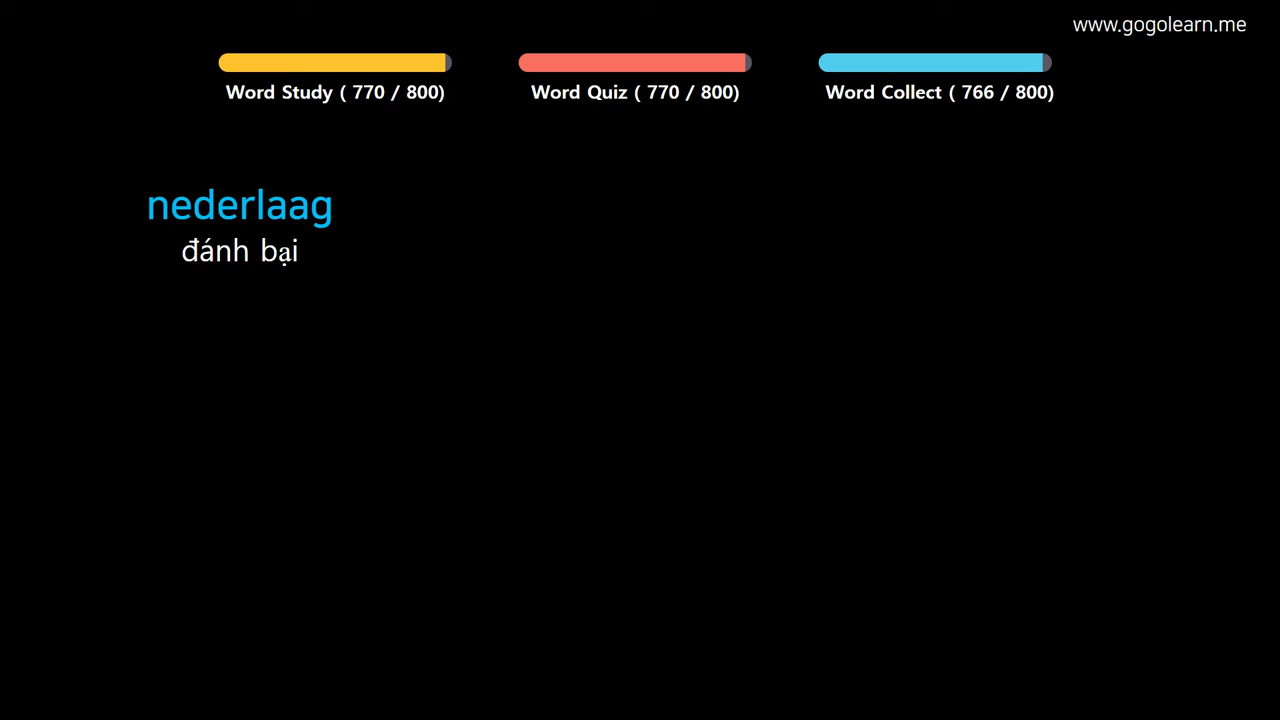 www.gogolearn.me
Word Study ( 770 / 800)
Word Quiz ( 770 / 800)
Word Collect ( 766 / 800)
nederlaag
đánh bại